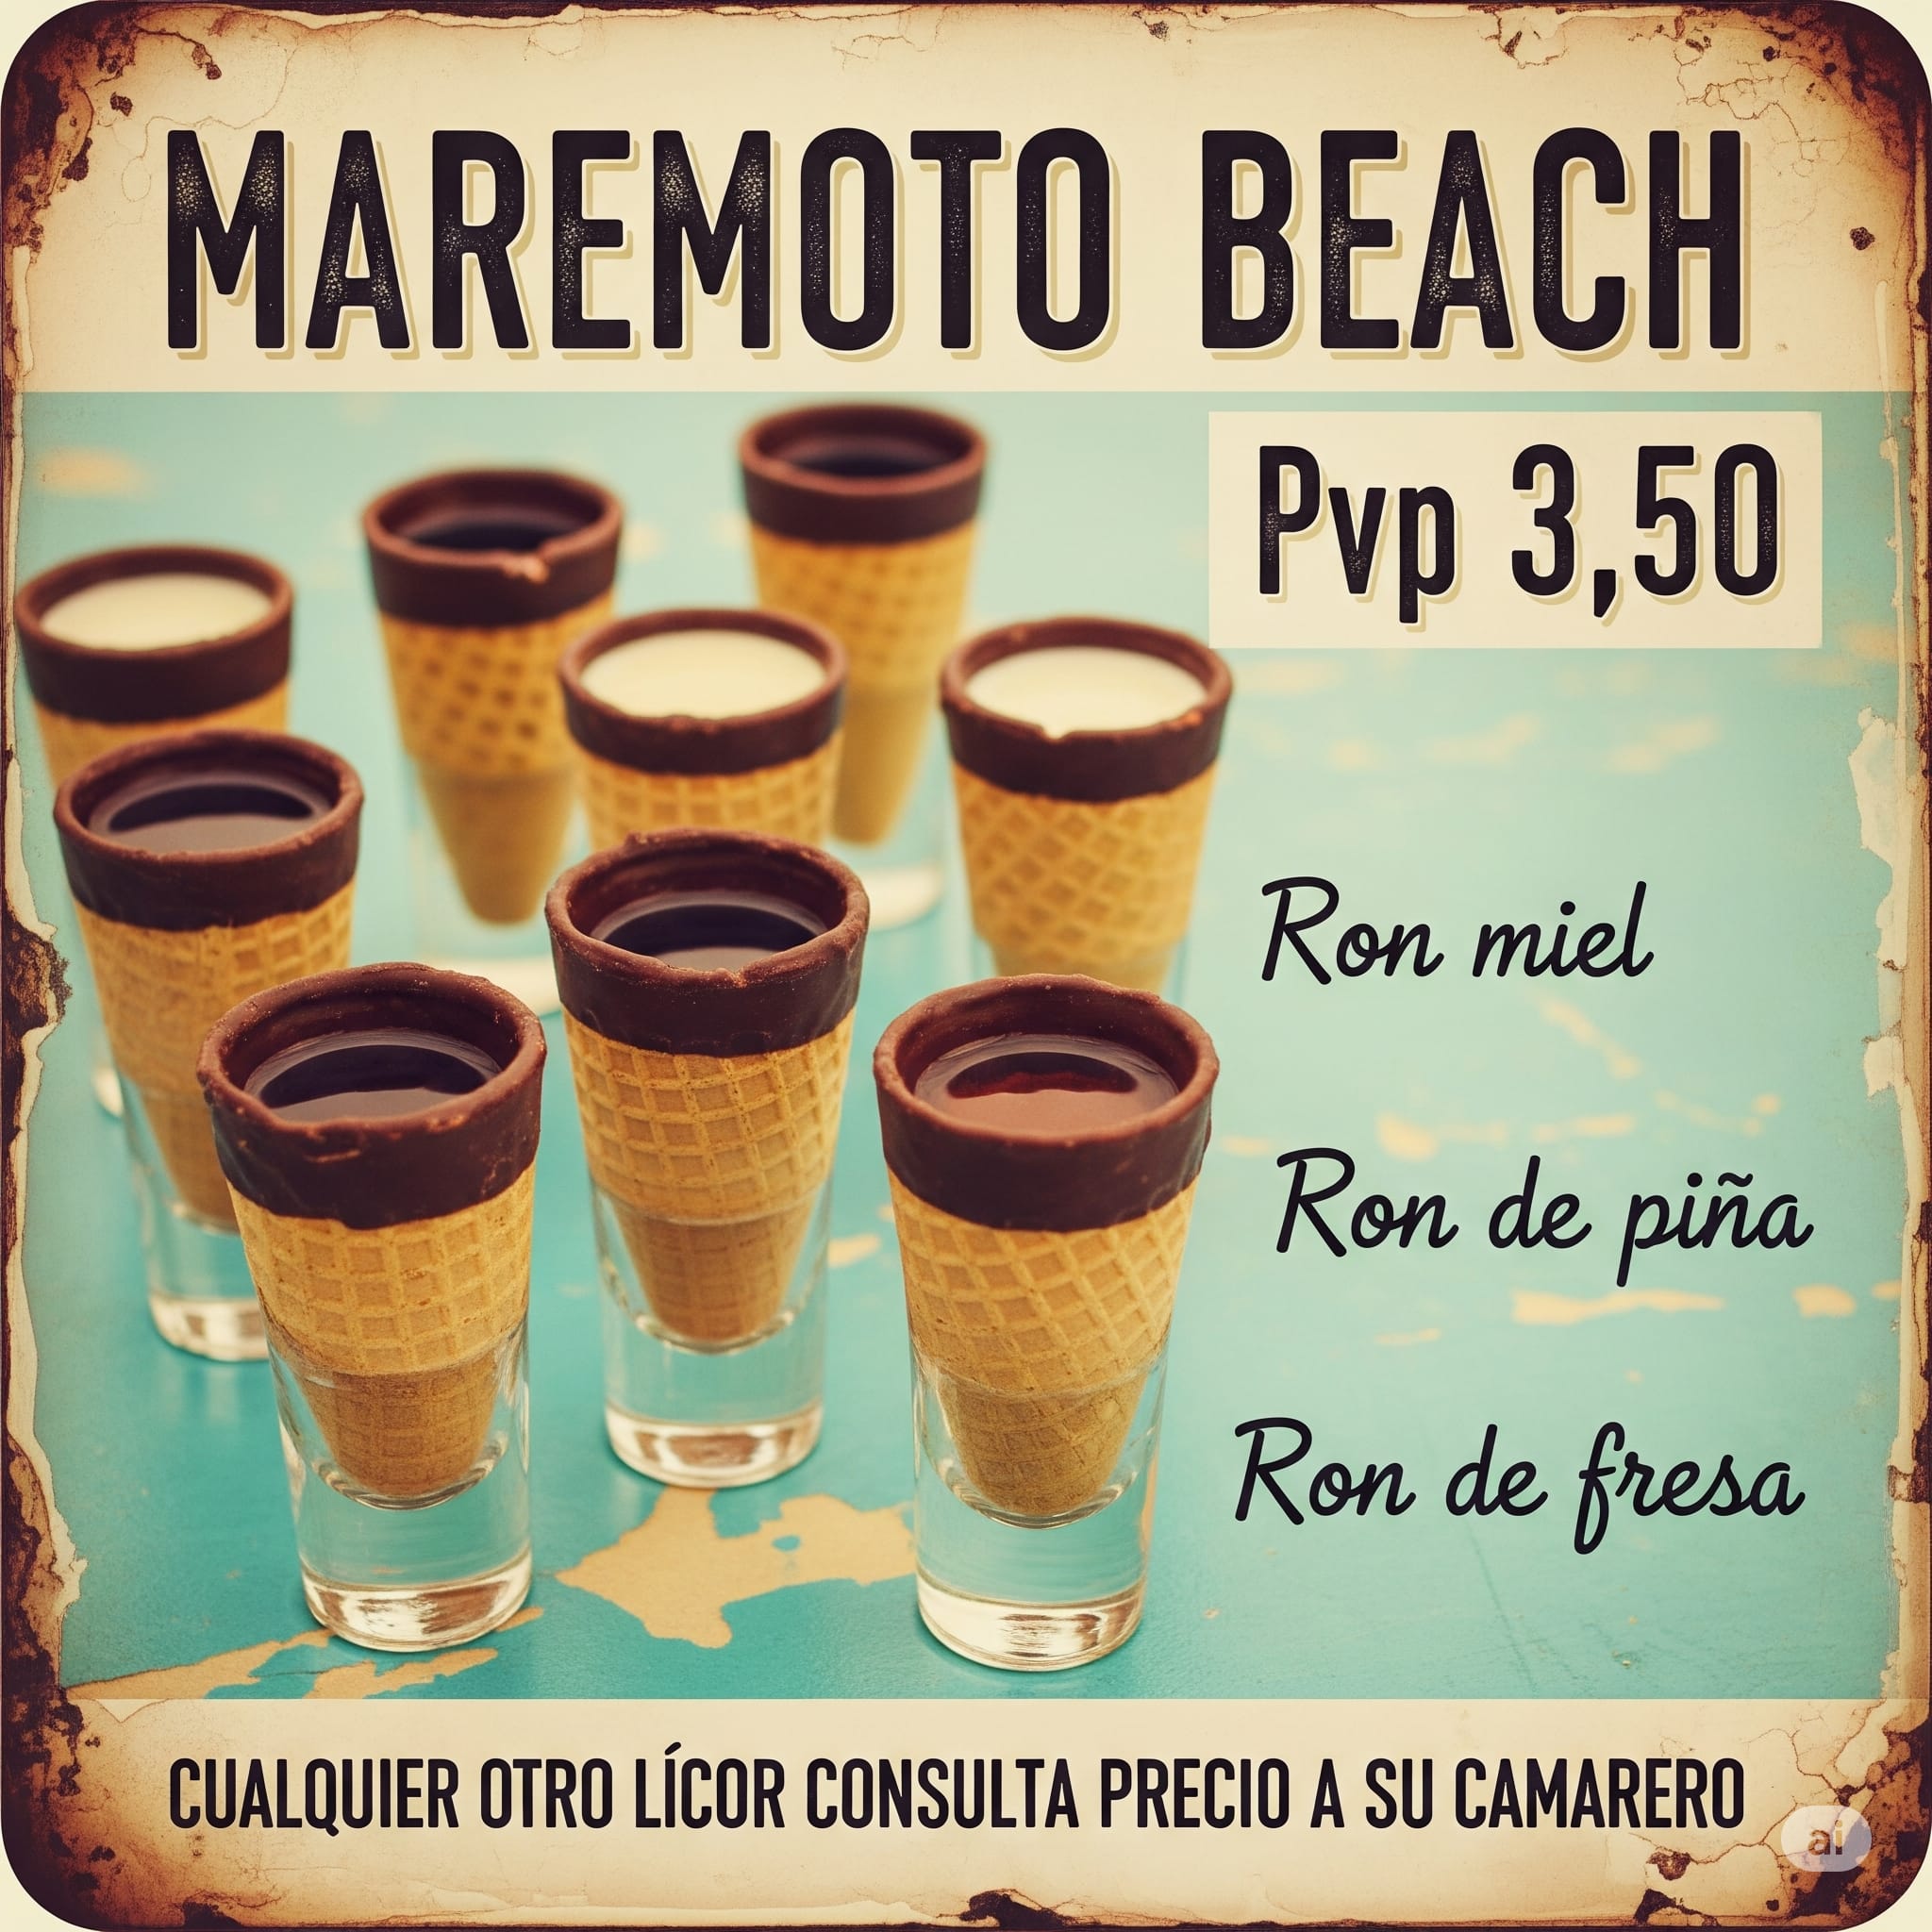 MAREMOTO BEACH
Pvp 3,50
Ron miel
Ron de piña
Ron de fresa
CUALQUIER OTRO LÍCOR CONSULTA PRECIO A SU CAMARERO
ai